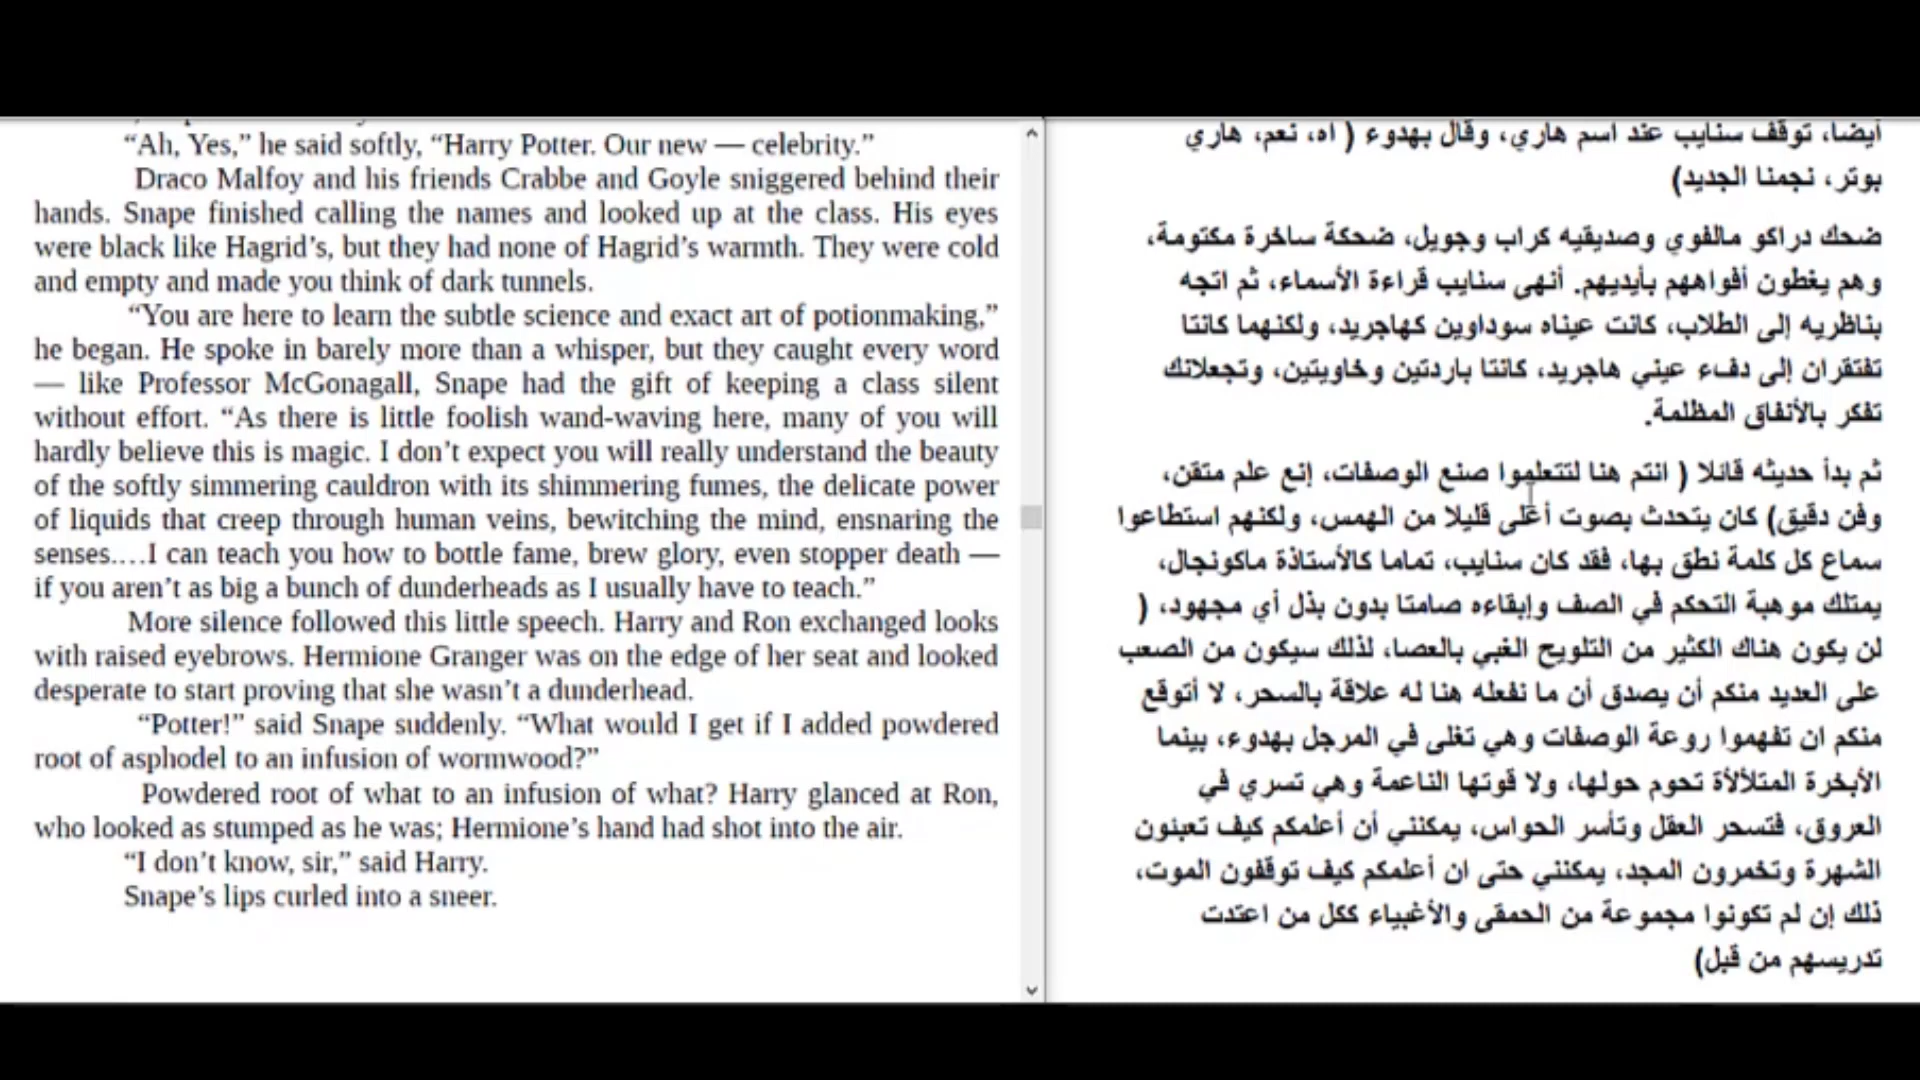 “Ah, Yes,” he said softly, “Harry Potter. Our new — celebrity.”
Draco Malfoy and his friends Crabbe and Goyle sniggered behind their
hands. Snape finished calling the names and looked up at the class. His eyes
were black like Hagrid’s, but they had none of Hagrid’s warmth. They were cold
and empty and made you think of dark tunnels.
“You are here to learn the subtle science and exact art of potionmaking,”
he began. He spoke in barely more than a whisper, but they caught every word
— like Professor McGonagall, Snape had the gift of keeping a class silent
without effort. “As there is little foolish wand-waving here, many of you will
hardly believe this is magic. I don’t expect you will really understand the beauty
of the softly simmering cauldron with its shimmering fumes, the delicate power
of liquids that creep through human veins, bewitching the mind, ensnaring the
senses.…I can teach you how to bottle fame, brew glory, even stopper death —
if you aren’t as big a bunch of dunderheads as I usually have to teach.”
More silence followed this little speech. Harry and Ron exchanged looks
with raised eyebrows. Hermione Granger was on the edge of her seat and looked
desperate to start proving that she wasn’t a dunderhead.
“Potter!” said Snape suddenly. “What would I get if I added powdered
root of asphodel to an infusion of wormwood?”
Powdered root of what to an infusion of what? Harry glanced at Ron,
who looked as stumped as he was; Hermione’s hand had shot into the air.
“I don’t know, sir,” said Harry.
Snape’s lips curled into a sneer.
أيضا، توقف سنايب عند اسم هاري، وقال بهدوء ( اه، نعم، هاري
بوتر، نجمنا الجديد)
ضحك دراكو مالفوي وصديقيه كراب وجويل، ضحكة ساخرة مكتومة،
وهم يغطون أفواههم بأيديهم. أنهى سنايب قراءة الأسماء، ثم اتجه
بناظريه إلى الطلاب، كانت عيناه سوداوين كهاجريد، ولكنهما كانتا
تفتقران إلى دفء عيني هاجريد، كانتا باردتين وخاويتين، وتجعلانك
تفكر بالأنفاق المظلمة.
ثم بدأ حديثه قائلا ( انتم هنا لتتعلموا صنع الوصفات، إنع علم متقن،
وفن دقيق) كان يتحدث بصوت أعلى قليلا من الهمس، ولكنهم استطاعوا
سماع كل كلمة نطق بها، فقد كان سنايب، تماما كالأستاذة ماكونجال،
يمتلك موهبة التحكم في الصف وإبقاءه صامتا بدون بذل أي مجهود، (
لن يكون هناك الكثير من التلويح الغبي بالعصا، لذلك سيكون من الصعب
على العديد منكم أن يصدق أن ما نفعله هنا له علاقة بالسحر، لا أتوقع
منكم ان تفهموا روعة الوصفات وهي تغلى في المرجل بهدوء، بينما
الأبخرة المتلألأة تحوم حولها، ولا قوتها الناعمة وهي تسري في
العروق، فتسحر العقل وتأسر الحواس، يمكنني أن أعلمكم كيف تعبئون
الشهرة وتخمرون المجد، يمكنني حتى ان أعلمكم كيف توقفون الموت،
ذلك إن لم تكونوا مجموعة من الحمقى والأغبياء ككل من اعتدت
تدريسهم من قبل)